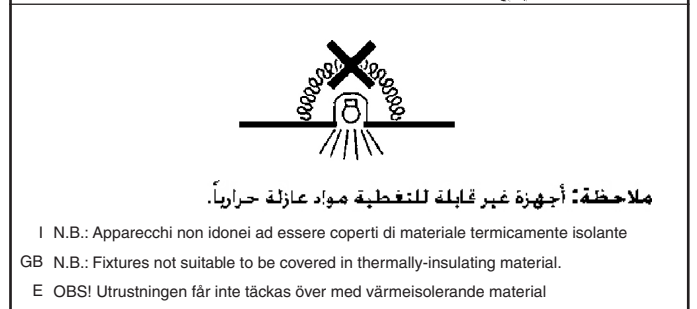 ملاحظة: أجهزة غير قابلة للتغطية مواد عازلة حرارياً.
I N.B.: Apparecchi non idonei ad essere coperti di materiale termicamente isolante
GB N.B.: Fixtures not suitable to be covered in thermally-insulating material.
E OBS! Utrustningen får inte täckas över med värmeisolerande material